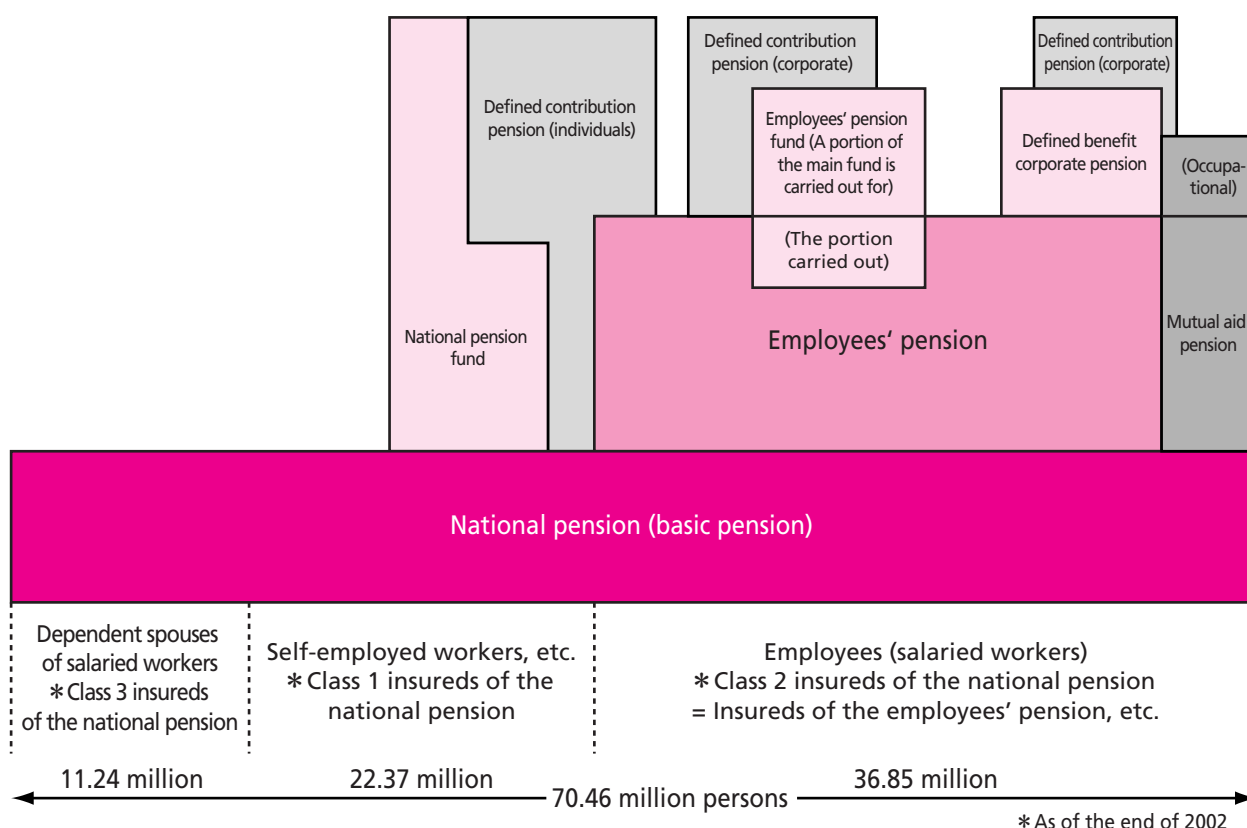 Defined contribution
pension (individuals)
National pension
fund
Defined contribution
pension (corporate)
Employees' pension
fund (A portion of
the main fund is
carried out for)
(The portion
carried out)
Defined contribution
pension (corporate)
Defined benefit
corporate pension
(Occupa-
tional)
Employees' pension
Mutual aid
pension
National pension (basic pension)
Dependent spouses
of salaried workers
＊Class 3 insureds
of the national pension
Self-employed workers, etc.
＊Class 1 insureds of the
national pension
Employees (salaried workers)
＊Class 2 insureds of the national pension
= Insureds of the employees' pension, etc.
11.24 million
22.37 million
36.85 million
70.46 million persons
＊As of the end of 2002